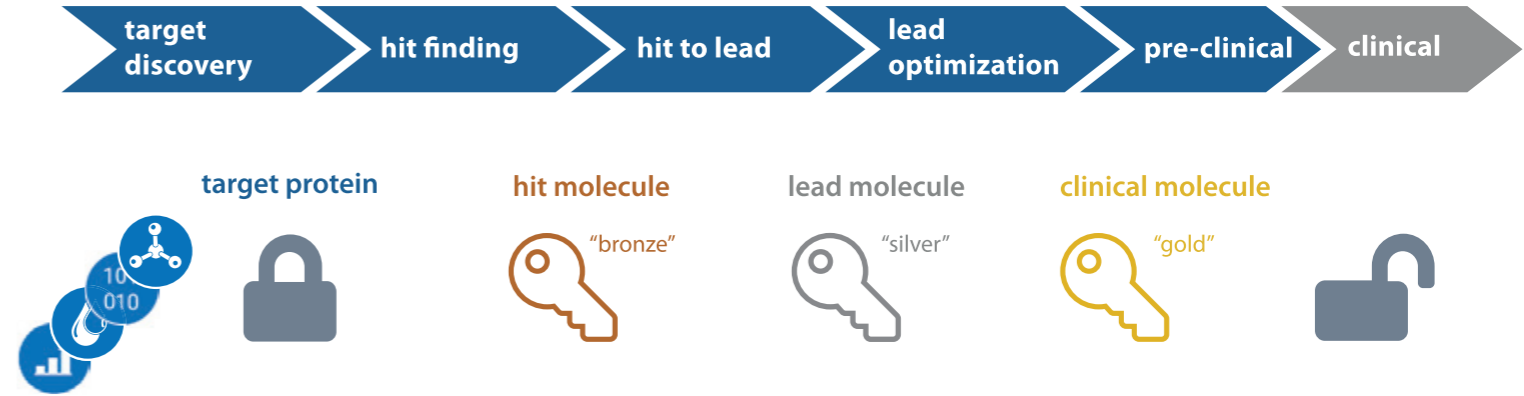 target
discovery
hit finding
hit to lead
lead
optimization
pre-clinical
clinical
target protein
hit molecule
lead molecule
clinical molecule
“bronze”
“silver”
“gold”
10
010